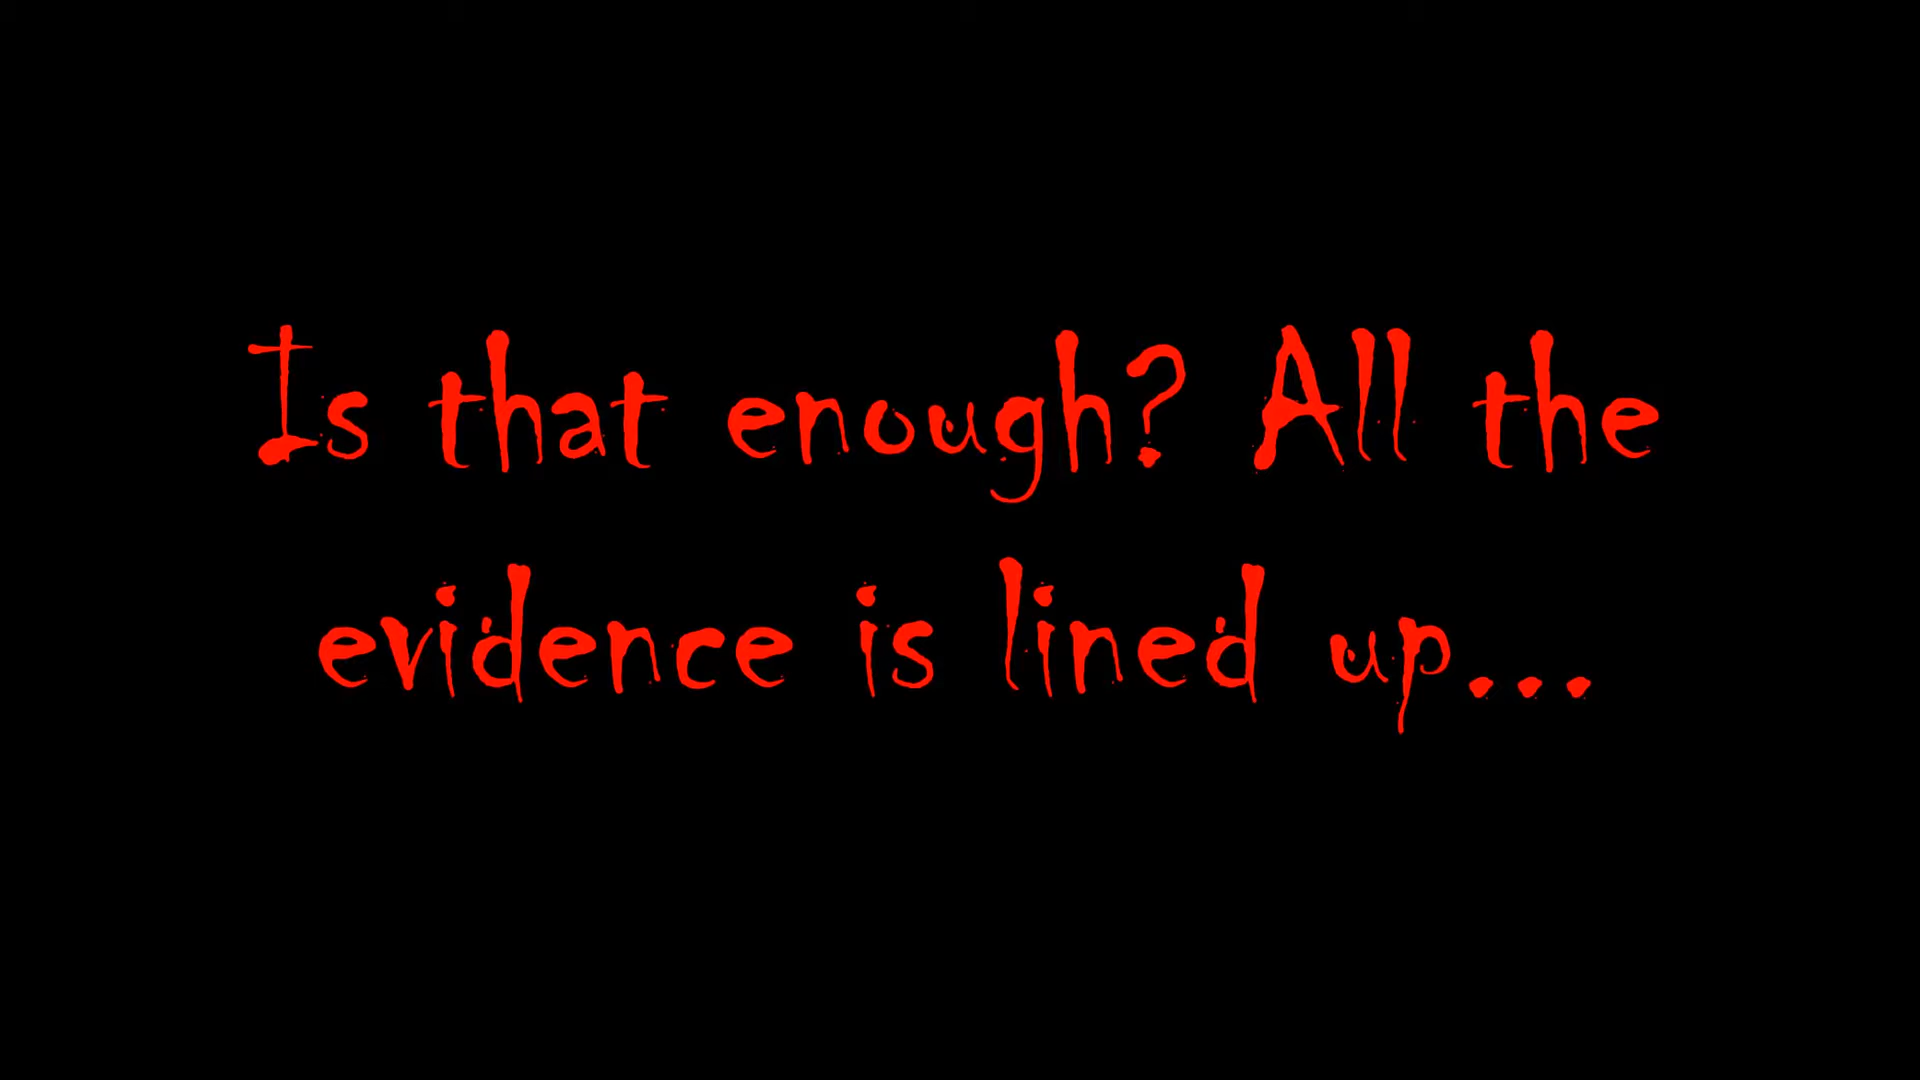 Is that enough? All the
evidence is lined up...